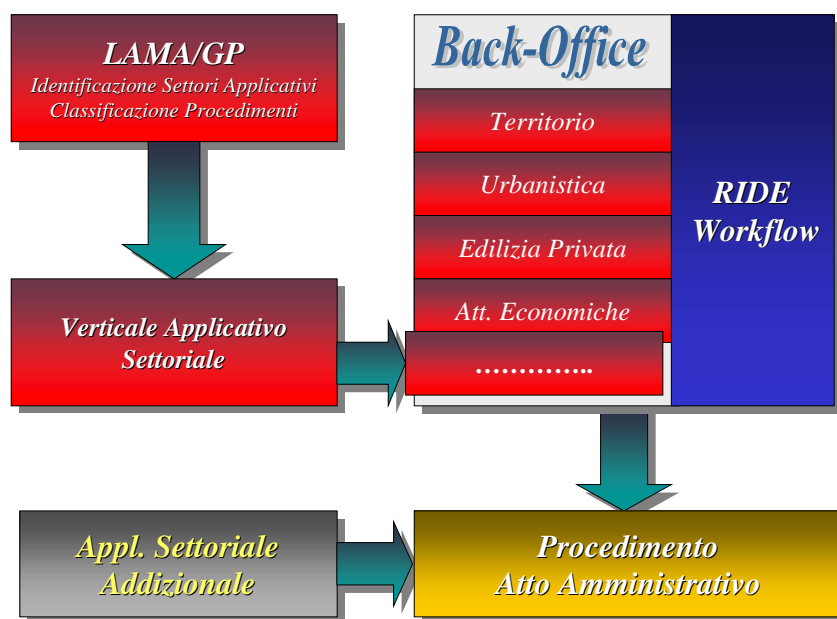 LAMA/GP
Identificazione Settori Applicativi
Classificazione Procedimenti
Back-Office
Territorio
Urbanistica
Edilizia Privata
Att. Economiche
…………..
RIDE
Workflow
Verticale Applicativo
Settoriale
Appl. Settoriale
Addizionale
Procedimento
Atto Amministrativo